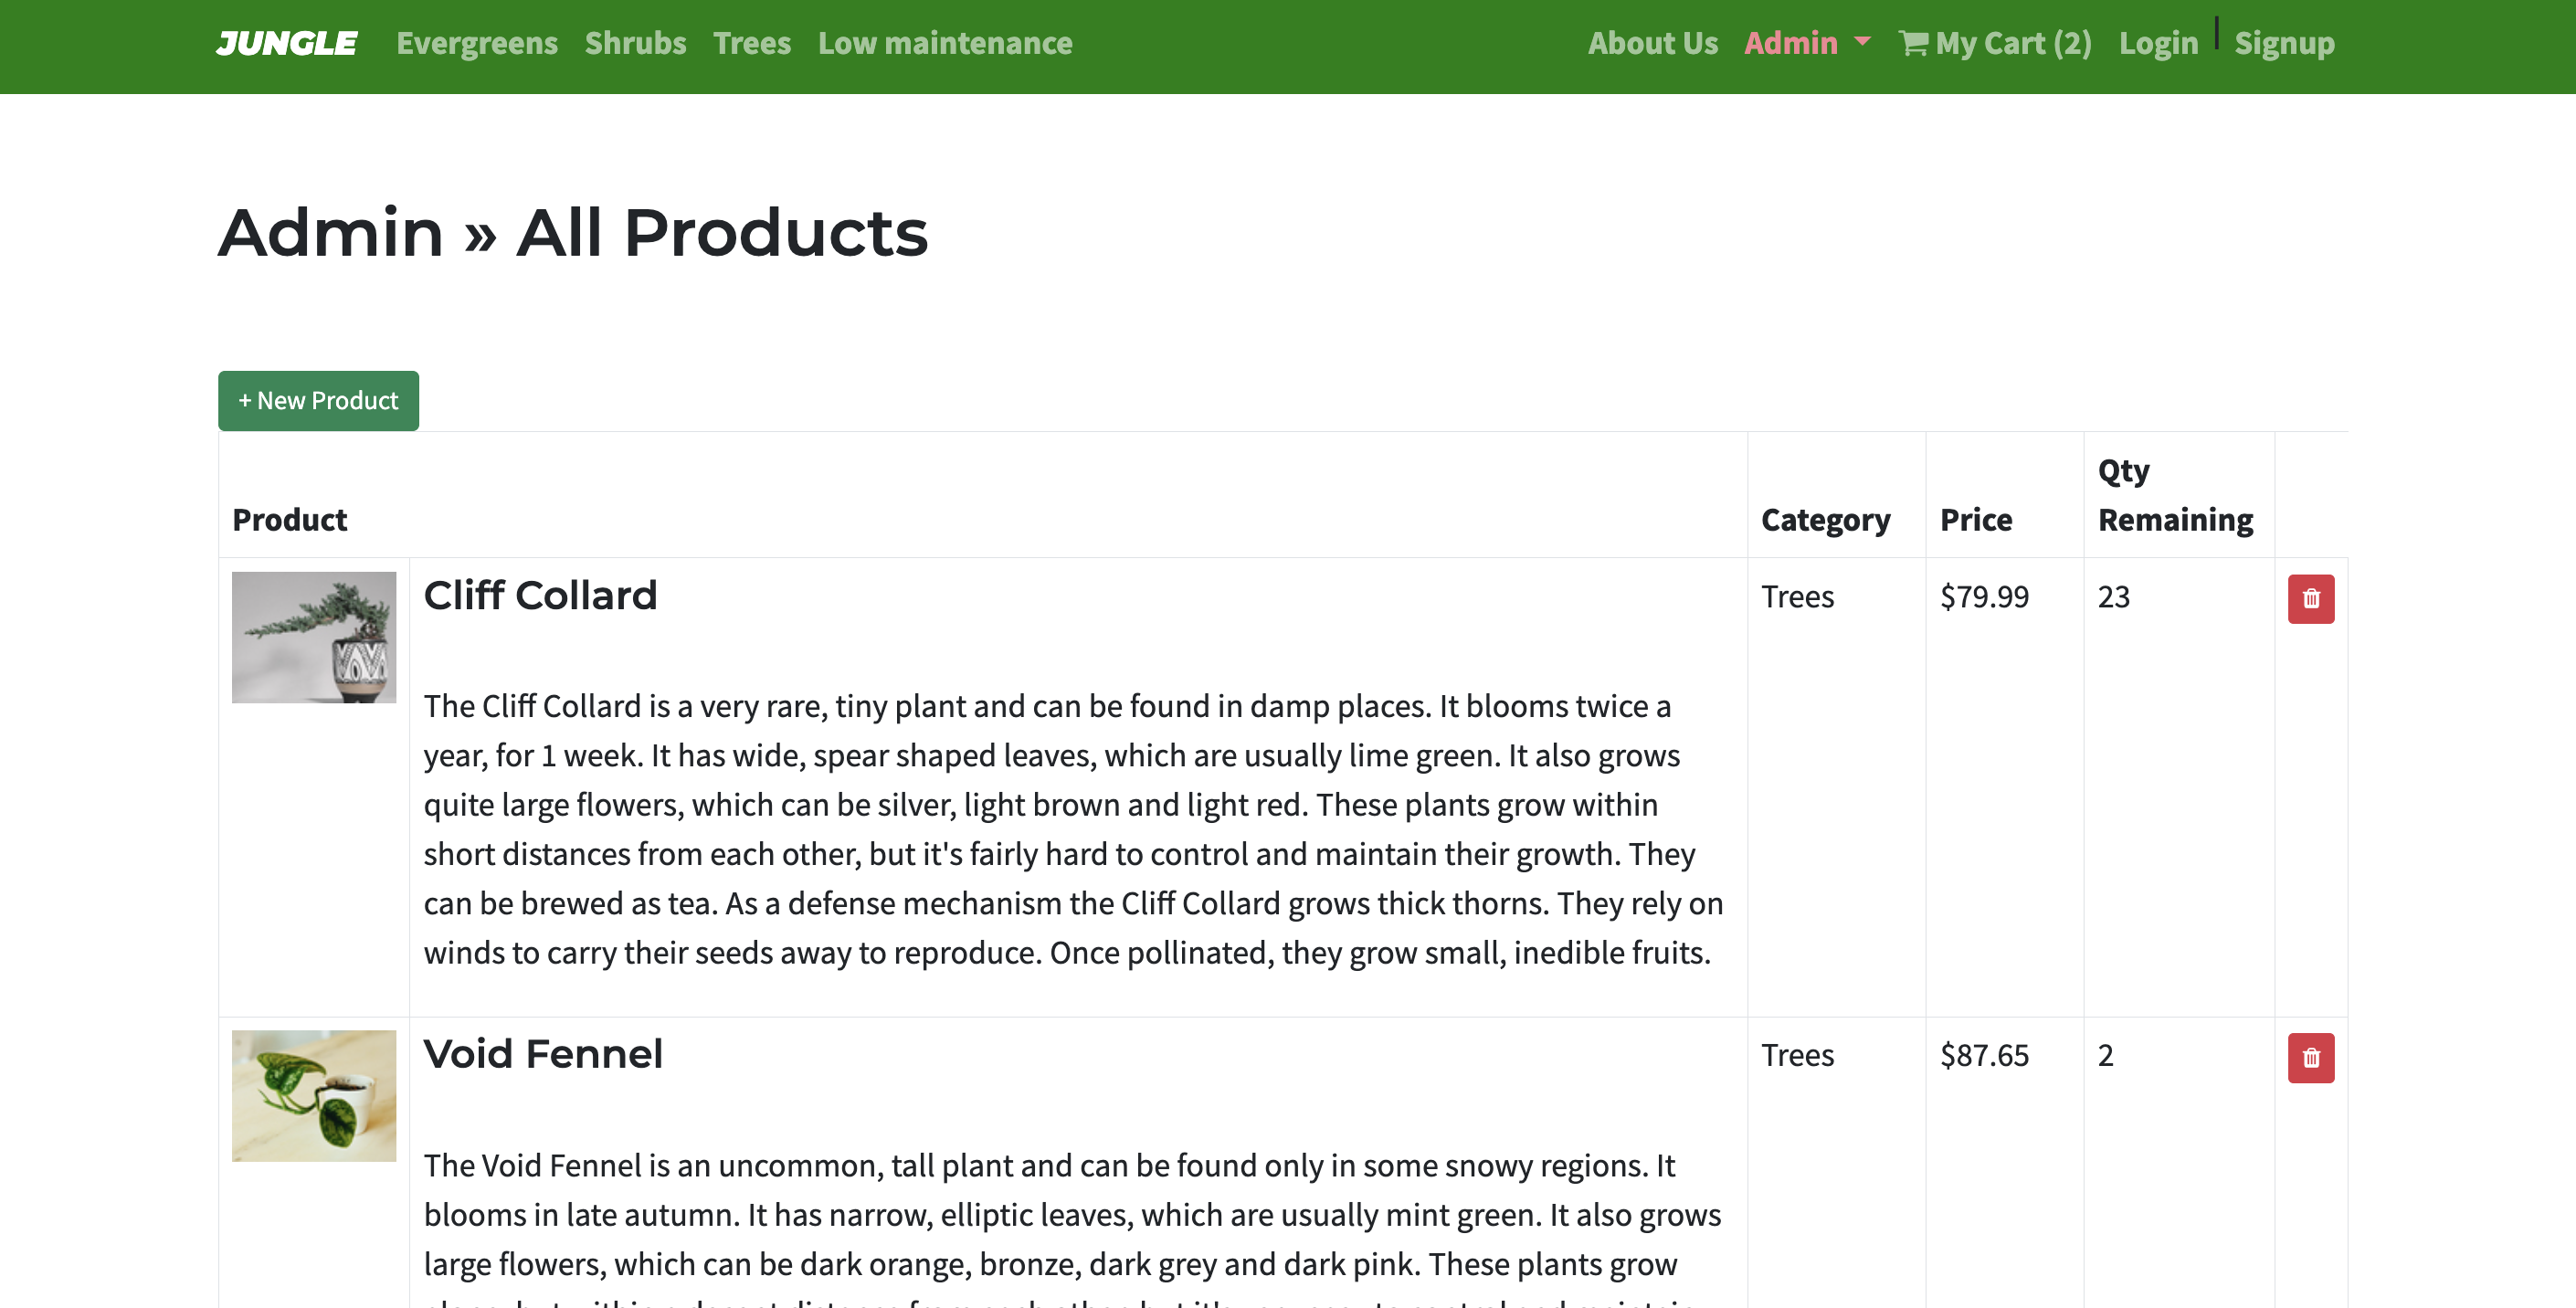 JUNGLE Evergreens Shrubs Trees Low maintenance About Us Admin My Cart (2) Login | Signup
Admin » All Products
+ New Product
Product Category Price Qty Remaining
Cliff Collard Trees $79.99 23
The Cliff Collard is a very rare, tiny plant and can be found in damp places. It blooms twice a
year, for 1 week. It has wide, spear shaped leaves, which are usually lime green. It also grows
quite large flowers, which can be silver, light brown and light red. These plants grow within
short distances from each other, but it's fairly hard to control and maintain their growth. They
can be brewed as tea. As a defense mechanism the Cliff Collard grows thick thorns. They rely on
winds to carry their seeds away to reproduce. Once pollinated, they grow small, inedible fruits.
Void Fennel Trees $87.65 2
The Void Fennel is an uncommon, tall plant and can be found only in some snowy regions. It
blooms in late autumn. It has narrow, elliptic leaves, which are usually mint green. It also grows
large flowers, which can be dark orange, bronze, dark grey and dark pink. These plants grow